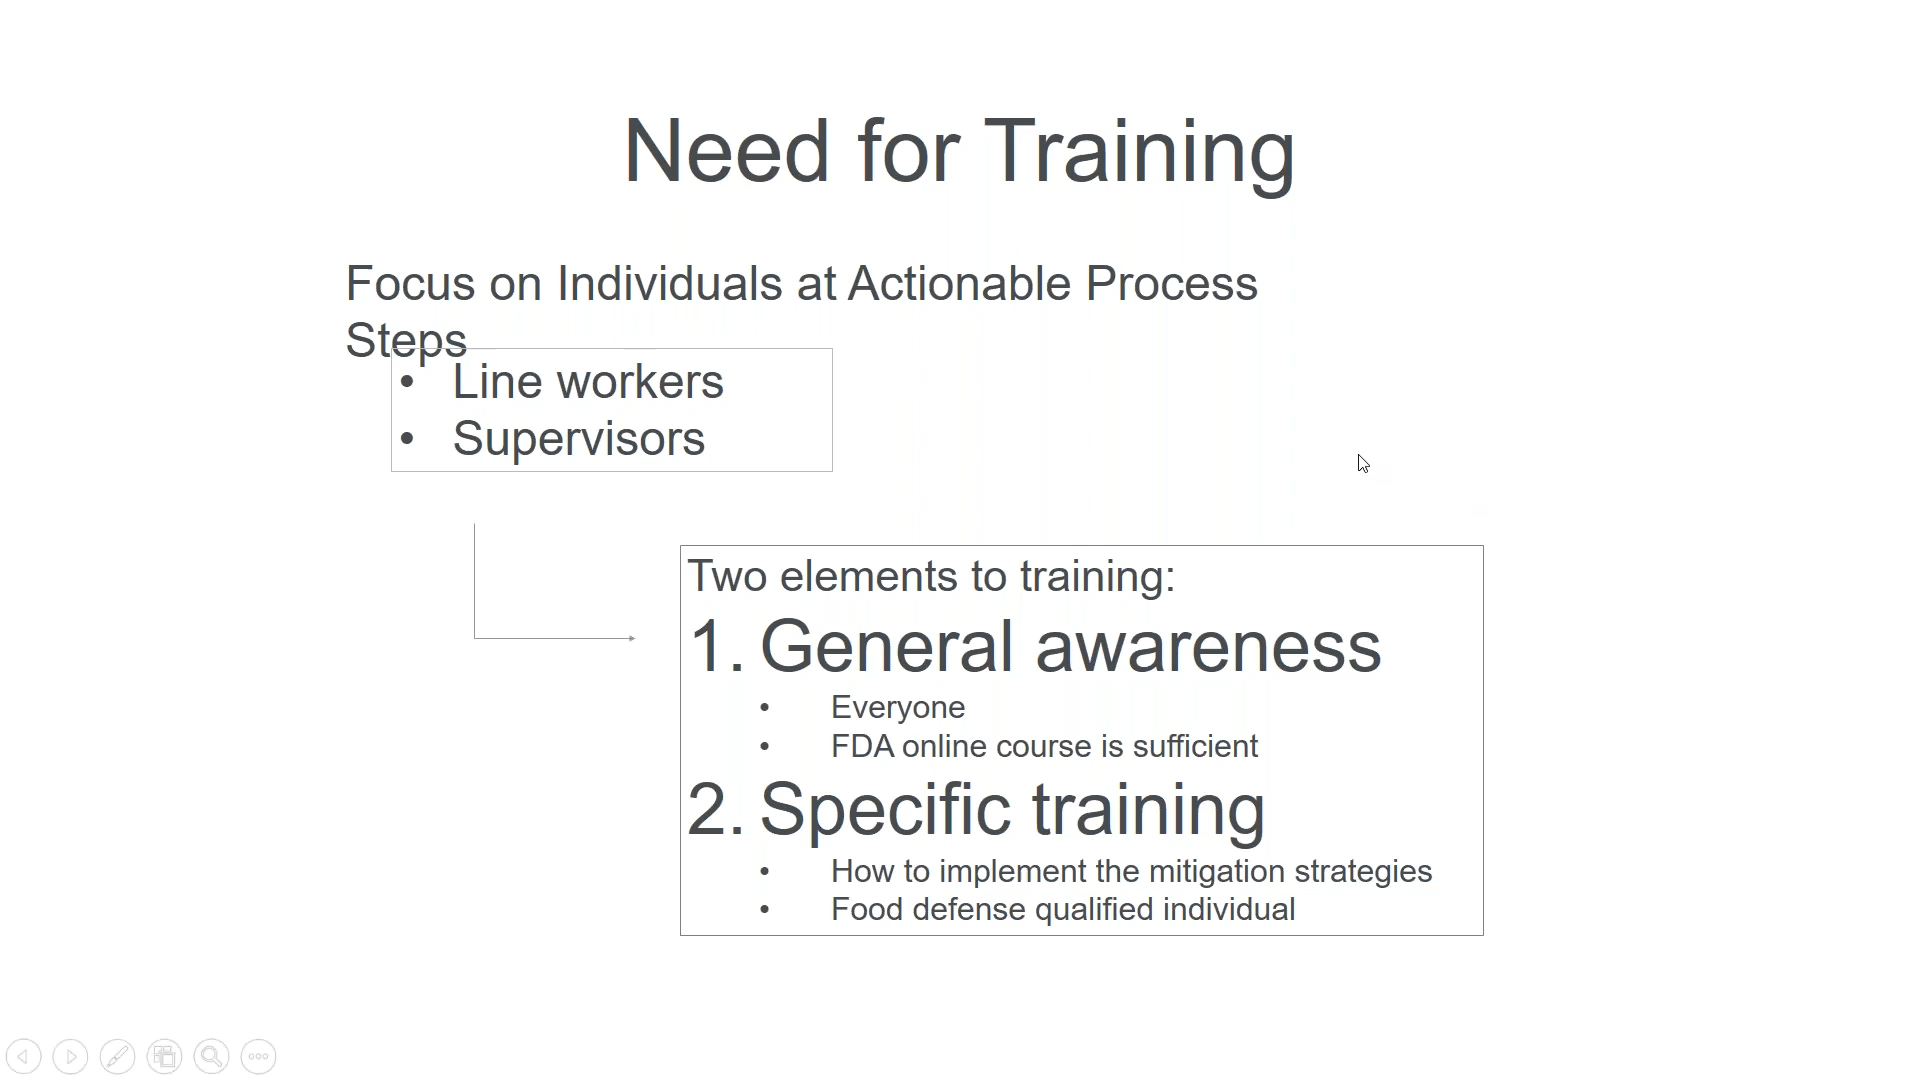 Need for Training
Focus on Individuals at Actionable Process
Steps
• Line workers
• Supervisors
Two elements to training:
1. General awareness
• Everyone
• FDA online course is sufficient
2. Specific training
• How to implement the mitigation strategies
• Food defense qualified individual